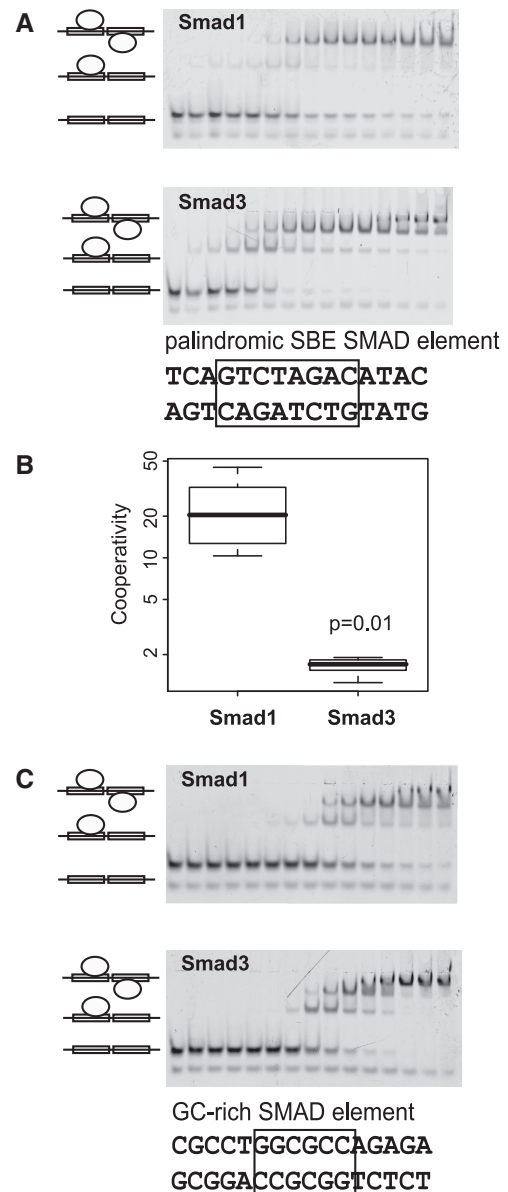 A
Smad1
Smad3
palindromic SBE SMAD element
TCAGTCTAGACATAC
AGTCAGATCTGTATG
B
Cooperativity
50
20
10
5
2
p=0.01
Smad1
Smad3
C
Smad1
Smad3
GC-rich SMAD element
CGCCTGGCGCCAGAGA
GCGGACCGCGGTCTCT